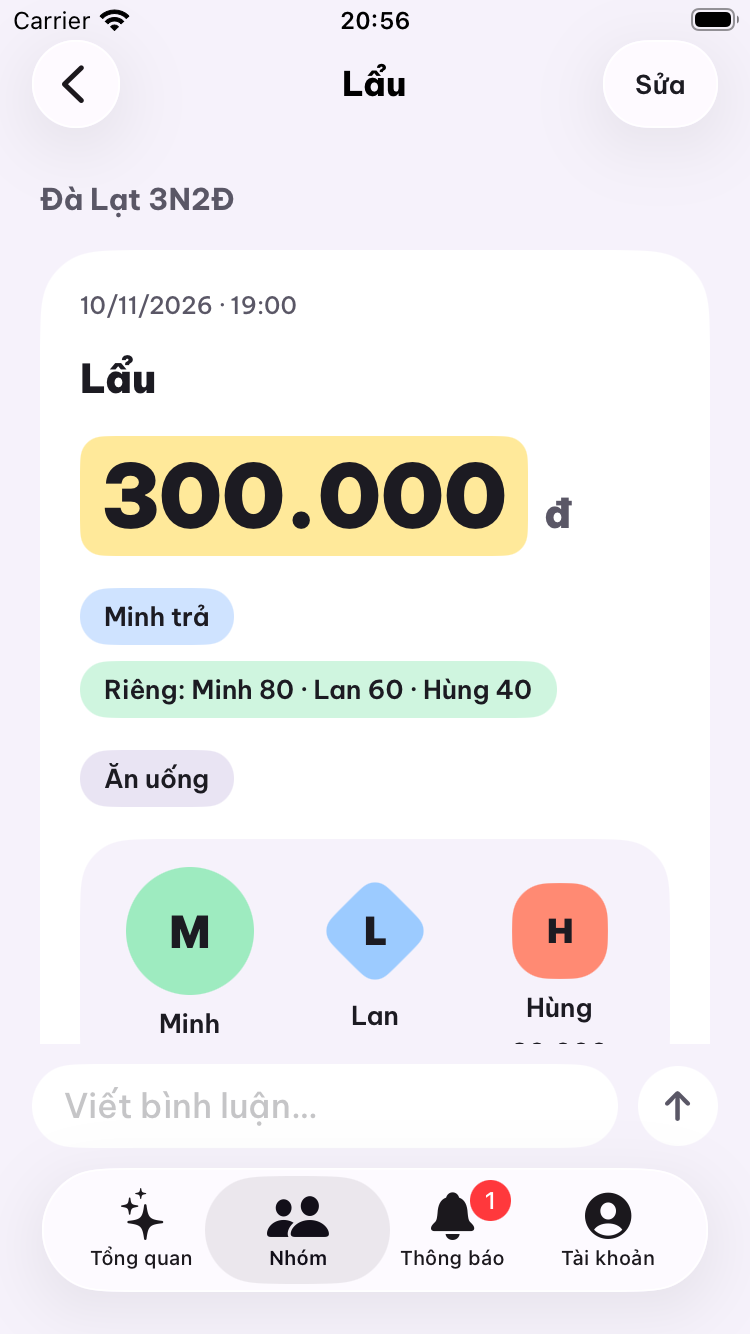 Carrier
20:56
Lẩu
Sửa
Đà Lạt 3N2Đ
10/11/2026 · 19:00
Lẩu
300.000 đ
Minh trả
Riêng: Minh 80 · Lan 60 · Hùng 40
Ăn uống
M
L
H
Minh
Lan
Hùng
Viết bình luận...
1
Tổng quan
Nhóm
Thông báo
Tài khoản